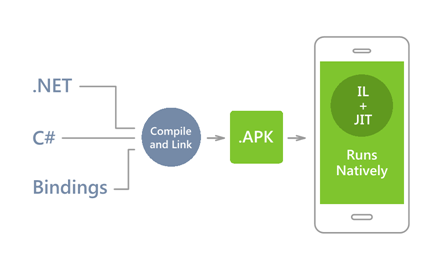 .NET
C#
Bindings
Compile
and Link
.APK
IL
+
JIT
Runs
Natively